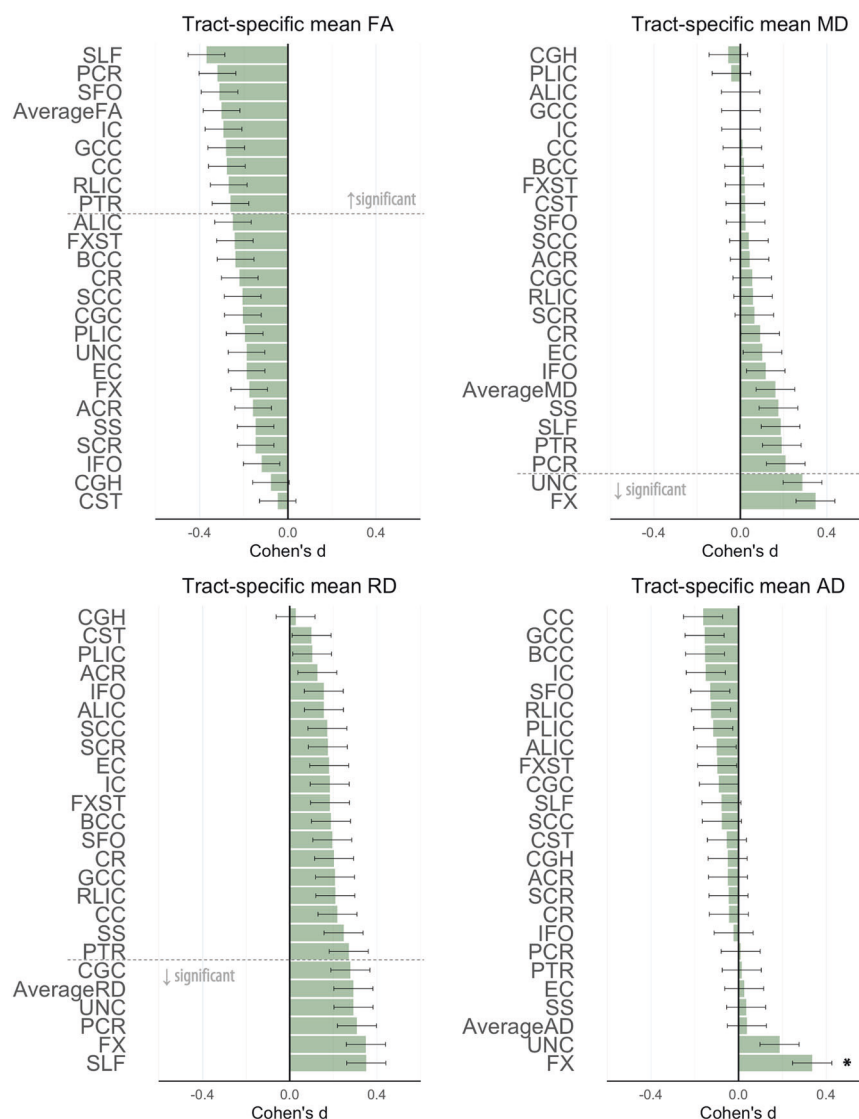 Tract-specific mean FA
SLF
PCR
SFO
AverageFA
IC
GCC
CC
RLIC
PTR
↑significant
ALIC
FXST
BCC
CR
SCC
CGC
PLIC
UNC
EC
FX
ACR
SS
SCR
IFO
CGH
CST
-0.4 0.0 0.4
Cohen's d
Tract-specific mean MD
CGH
PLIC
ALIC
GCC
IC
CC
BCC
FXST
CST
SFO
SCC
ACR
CGC
RLIC
SCR
CR
EC
IFO
AverageMD
SS
SLF
PTR
PCR
UNC
↓ significant
FX
-0.4 0.0 0.4
Cohen's d
Tract-specific mean RD
CGH
CST
PLIC
ACR
IFO
ALIC
SCC
SCR
EC
IC
FXST
BCC
SFO
CR
GCC
RLIC
CC
SS
PTR
CGC
↓ significant
AverageRD
UNC
PCR
FX
SLF
-0.4 0.0 0.4
Cohen's d
Tract-specific mean AD
CC
GCC
BCC
IC
SFO
RLIC
PLIC
ALIC
FXST
CGC
SLF
SCC
CST
CGH
ACR
SCR
CR
IFO
PCR
PTR
EC
SS
AverageAD
UNC
FX *
-0.4 0.0 0.4
Cohen's d